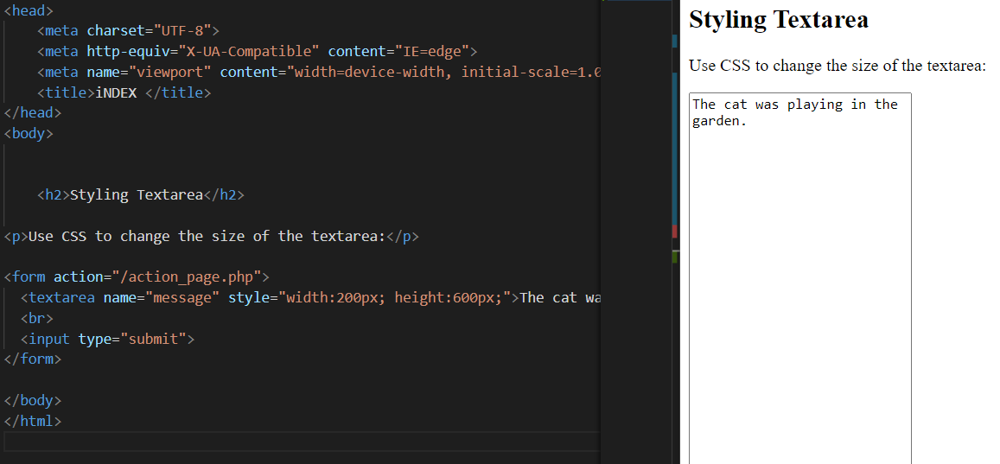 <head>
<meta charset="UTF-8">
<meta http-equiv="X-UA-Compatible" content="IE=edge">
<meta name="viewport" content="width=device-width, initial-scale=1.0
<title>iNDEX </title>
</head>
<body>
<h2>Styling Textarea</h2>
<p>Use CSS to change the size of the textarea:</p>
<form action="/action_page.php">
<textarea name="message" style="width:200px; height:600px;">The cat wa
<br>
<input type="submit">
</form>
</body>
</html>
Styling Textarea
Use CSS to change the size of the textarea:
The cat was playing in the
garden.